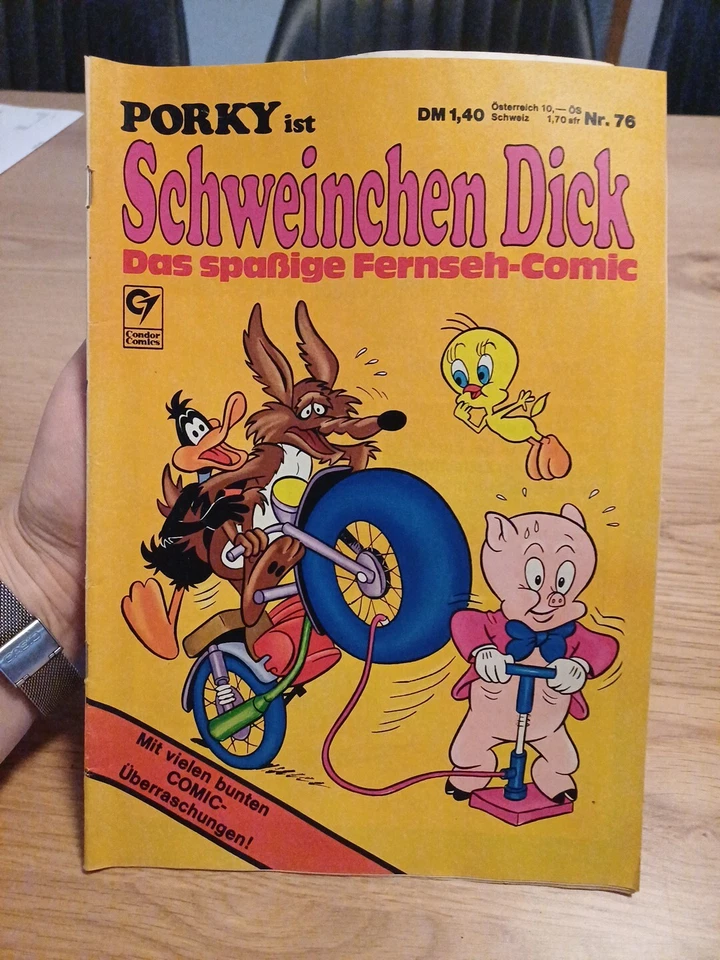 PORKY ist
DM 1,40
Österreich 10,— ÖS
Schweiz 1,70 sfr
Nr. 76
Schweinchen Dick
Das spaßige Fernseh-Comic
Condor
Comics
Mit vielen bunten
COMIC-
Überraschungen!